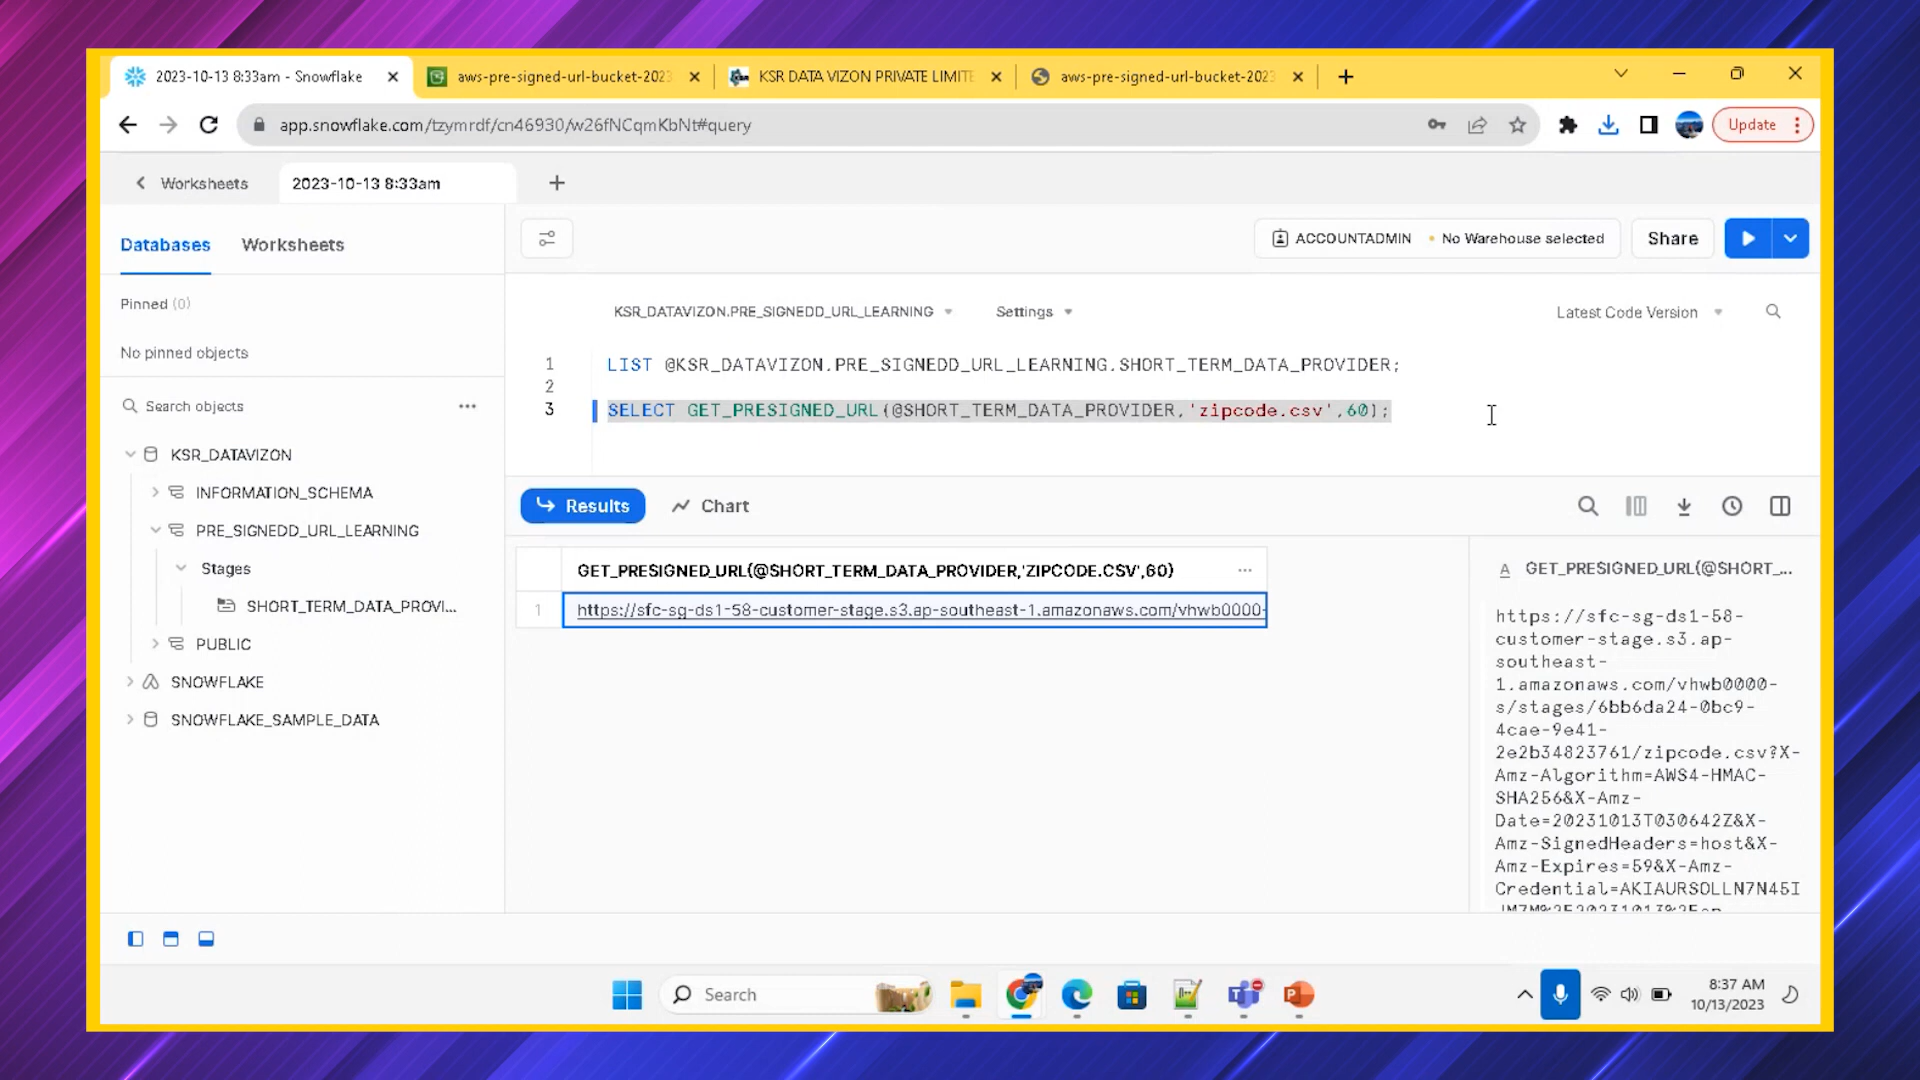 2023-10-13 8:33am - Snowflake
aws-pre-signed-url-bucket-2023
KSR DATA VIZON PRIVATE LIMITE
aws-pre-signed-url-bucket-2023
app.snowflake.com/tzymrdf/cn46930/w26fNCqmKbNt#query
Update
Worksheets
2023-10-13 8:33am
Databases
Worksheets
ACCOUNTADMIN
No Warehouse selected
Share
Pinned (0)
No pinned objects
KSR_DATAVIZON.PRE_SIGNEDD_URL_LEARNING
Settings
Latest Code Version
1 LIST @KSR_DATAVIZON.PRE_SIGNEDD_URL_LEARNING.SHORT_TERM_DATA_PROVIDER;
2
3 SELECT GET_PRESIGNED_URL(@SHORT_TERM_DATA_PROVIDER,'zipcode.csv',60);
Search objects
KSR_DATAVIZON
INFORMATION_SCHEMA
PRE_SIGNEDD_URL_LEARNING
Stages
SHORT_TERM_DATA_PROVI...
PUBLIC
SNOWFLAKE
SNOWFLAKE_SAMPLE_DATA
Results
Chart
GET_PRESIGNED_URL(@SHORT_TERM_DATA_PROVIDER,'ZIPCODE.CSV',60)
1 https://sfc-sg-ds1-58-customer-stage.s3.ap-southeast-1.amazonaws.com/vhwb0000-
A GET_PRESIGNED_URL(@SHORT_...
https://sfc-sg-ds1-58-
customer-stage.s3.ap-
southeast-
1.amazonaws.com/vhwb0000-
s/stages/6bb6da24-0bc9-
4cae-9e41-
2e2b34823761/zipcode.csv?X-
Amz-Algorithm=AWS4-HMAC-
SHA256&X-Amz-
Date=20231013T030642Z&X-
Amz-SignedHeaders=host&X-
Amz-Expires=59&X-Amz-
Credential=AKIAURSOLLN7N45I
Search
8:37 AM
10/13/2023